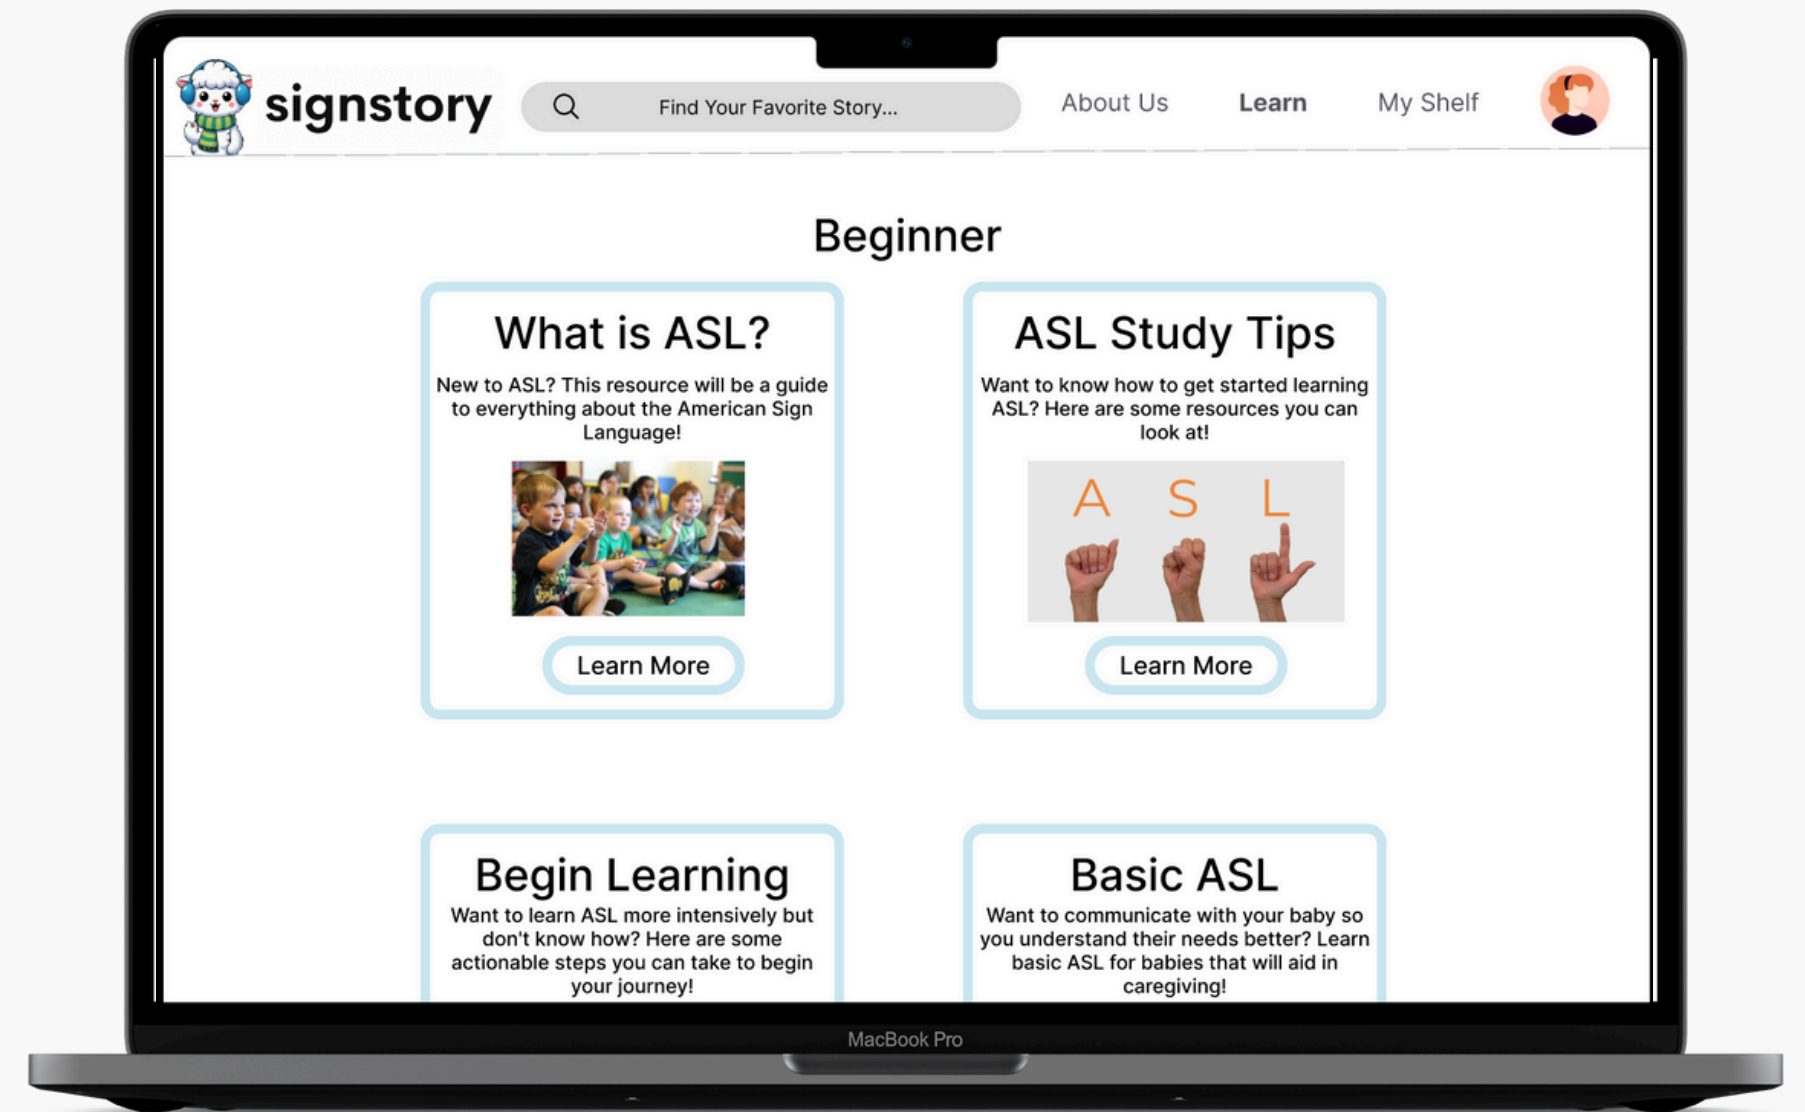 signstory
Find Your Favorite Story...
About Us
Learn
My Shelf
Beginner
What is ASL?
New to ASL? This resource will be a guide
to everything about the American Sign
Language!
Learn More
ASL Study Tips
Want to know how to get started learning
ASL? Here are some resources you can
look at!
A S L
Learn More
Begin Learning
Want to learn ASL more intensively but
don't know how? Here are some
actionable steps you can take to begin
your journey!
Basic ASL
Want to communicate with your baby so
you understand their needs better? Learn
basic ASL for babies that will aid in
caregiving!
MacBook Pro